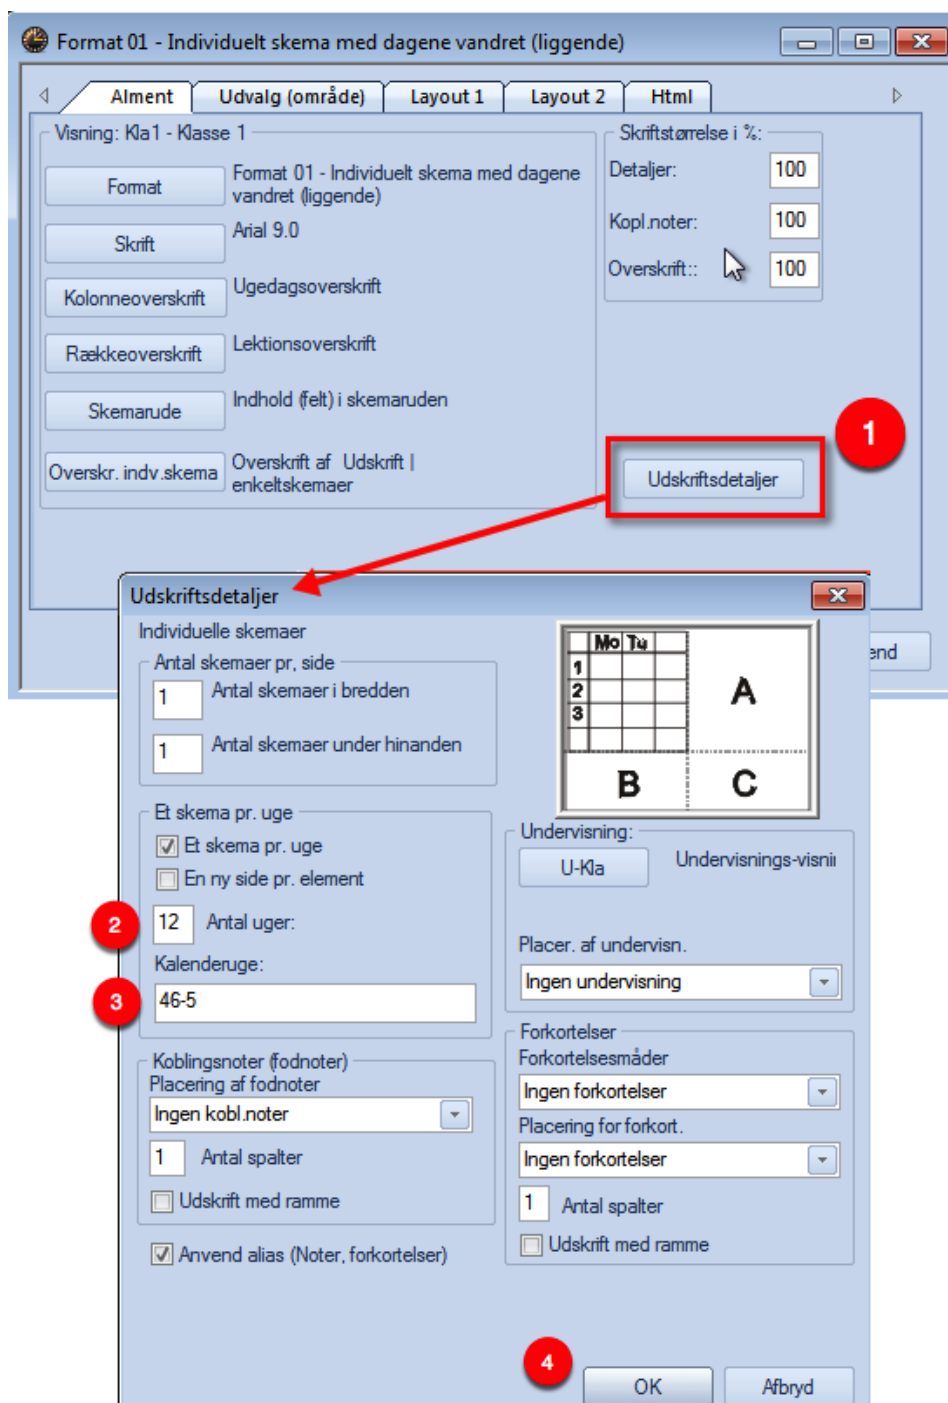 Format 01 - Individuelt skema med dagene vandret (liggende)
Alment
Udvalg (område)
Layout 1
Layout 2
Html
Visning: Kla1 - Klasse 1
Format
Format 01 - Individuelt skema med dagene
vandret (liggende)
Skrift
Arial 9.0
Kolonneoverskrift
Ugedagsoverskrift
Rækkeoverskrift
Lektionsoverskrift
Skemarude
Indhold (felt) i skemaruden
Overskr. indv.skema
Overskrift af Udskrift |
enkeltskemaer
Skriftstørrelse i %:
Detaljer:
100
Kopl.noter:
100
Overskrift::
100
1
Udskriftsdetaljer
end
Udskriftsdetaljer
Individuelle skemaer
Antal skemaer pr, side
1 Antal skemaer i bredden
1 Antal skemaer under hinanden
Mo Tu
1
2
3
A
B
C
Et skema pr. uge
Et skema pr. uge
En ny side pr. element
2
12 Antal uger:
Kalenderuge:
3
46-5
Undervisning:
U-Kla
Undervisnings-visnii
Placer. af undervisn.
Ingen undervisning
Koblingsnoter (fodnoter)
Placering af fodnoter
Ingen kobl.noter
1 Antal spalter
Udskrift med ramme
Anvend alias (Noter, forkortelser)
Forkortelser
Forkortelsesmåder
Ingen forkortelser
Placering for forkort.
Ingen forkortelser
1 Antal spalter
Udskrift med ramme
4
OK
Afbryd